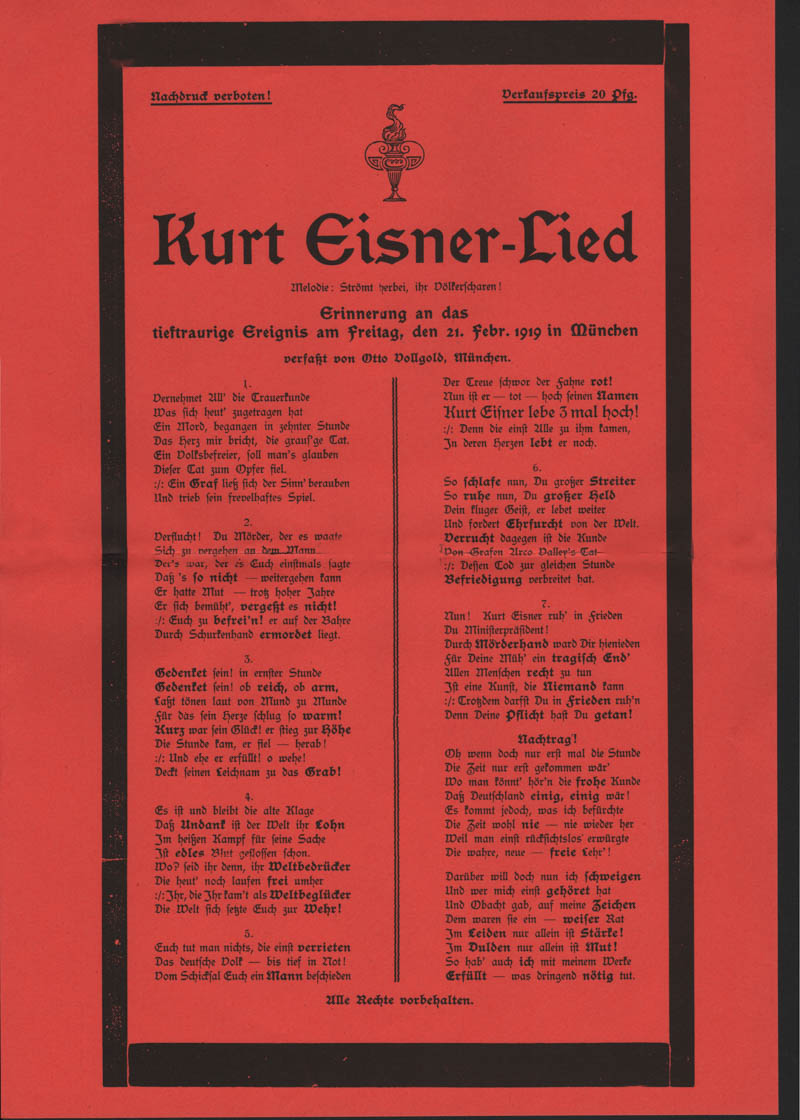 Nachdruck verboten!
Verkaufspreis 20 Pfg.
Kurt Eisner-Lied
Melodie: Strömt herbei, ihr Völkerscharen!
Erinnerung an das
tieftraurige Ereignis am Freitag, den 21. Febr. 1919 in München
verfaßt von Otto Vollgold, München.
1.
Vernehmet All' die Trauerkunde
Was sich heut' zugetragen hat
Ein Mord, begangen in zehnter Stunde
Das Herz mir bricht, die graus'ge Tat.
Ein Volksbefreier, soll man's glauben
Dieser Tat zum Opfer fiel.
:/: Ein Graf ließ sich der Sinn' berauben
Und trieb sein frevelhaftes Spiel.
2.
Verflucht! Du Mörder, der es waate
Sich zu vergehen an dem Mann
Der's war, der es Euch einstmals sagte
Daß 's so nicht — weitergehen kann
Er hatte Mut — trotz hoher Jahre
Er sich bemüht', vergeßt es nicht!
:/: Euch zu befrei'n! er auf der Bahre
Durch Schurkenhand ermordet liegt.
3.
Gedenket sein! in ernster Stunde
Gedenket sein! ob reich, ob arm,
Laßt tönen laut von Mund zu Munde
Für das sein Herze schlug so warm!
Kurz war sein Glück! er stieg zur Höhe
Die Stunde kam, er fiel — herab!
:/: Und ehe er erfüllt! o wehe!
Deckt seinen Leichnam zu das Grab!
4.
Es ist und bleibt die alte Klage
Daß Undank ist der Welt ihr Lohn
Im heißen Kampf für seine Sache
Ist edles Blut geflossen schon.
Wo? seid ihr denn, ihr Weltbedrücker
Die heut' noch laufen frei umher
:/: Ihr, die Ihr kam't als Weltbeglücker
Die Welt sich setzte Euch zur Wehr!
5.
Euch tut man nichts, die einst verrieten
Das deutsche Volk — bis tief in Not!
Vom Schicksal Euch ein Mann beschieden
Der Treue schwor der Fahne rot!
Nun ist er — tot — hoch seinen Namen
Kurt Eisner lebe 3 mal hoch!
:/: Denn die einst Alle zu ihm kamen,
In deren Herzen lebt er noch.
6.
So schlafe nun, Du großer Streiter
So ruhe nun, Du großer Held
Dein kluger Geist, er lebet weiter
Und fordert Ehrfurcht von der Welt.
Verrucht dagegen ist die Kunde
Von Grafen Arco Valley's Tat
:/: Dessen Tod zur gleichen Stunde
Befriedigung verbreitet hat.
7.
Nun! Kurt Eisner ruh' in Frieden
Du Ministerpräsident!
Durch Mörderhand ward Dir hienieden
Für Deine Müh' ein tragisch End'
Allen Menschen recht zu tun
Ist eine Kunst, die Niemand kann
:/: Trotzdem darfst Du in Frieden ruh'n
Denn Deine Pflicht hast Du getan!
Nachtrag!
Oh wenn doch nur erst mal die Stunde
Die Zeit nur erst gekommen wär'
Wo man könnt' hör'n die frohe Kunde
Daß Deutschland einig, einig wär!
Es kommt jedoch, was ich befürchte
Die Zeit wohl nie — nie wieder her
Weil man einst rücksichtslos erwürgte
Die wahre, neue — freie Lehr'!
Darüber will doch nun ich schweigen
Und wer mich einst gehöret hat
Und Obacht gab, auf meine Zeichen
Dem waren sie ein — weiser Rat
Im Leiden nur allein ist Stärke!
Im Dulden nur allein ist Mut!
So hab' auch ich mit meinem Werke
Erfüllt — was dringend nötig tut.
Alle Rechte vorbehalten.